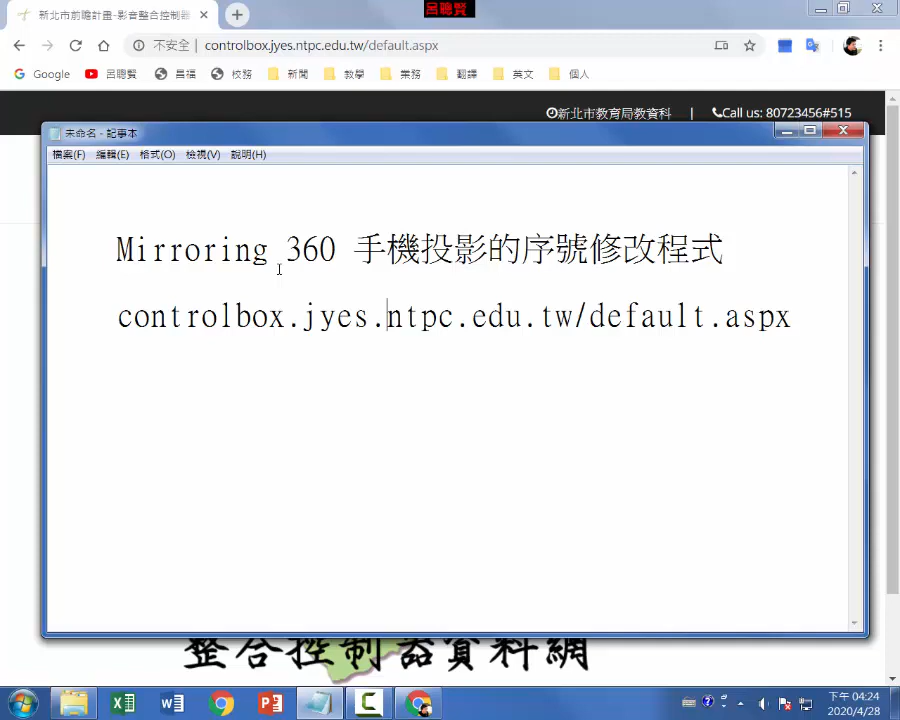 呂聰賢
新北市前瞻計畫-影音整合控制器
不安全 | controlbox.jyes.ntpc.edu.tw/default.aspx
Google 呂聰賢 昌福 校務 新聞 教學 業務 翻譯 英文 個人
新北市教育局教資科 | Call us: 80723456#515
未命名 - 記事本
檔案(F) 編輯(E) 格式(O) 檢視(V) 說明(H)
Mirroring 360 手機投影的序號修改程式
controlbox.jyes.ntpc.edu.tw/default.aspx
整合控制器資料網
下午 04:24
2020/4/28